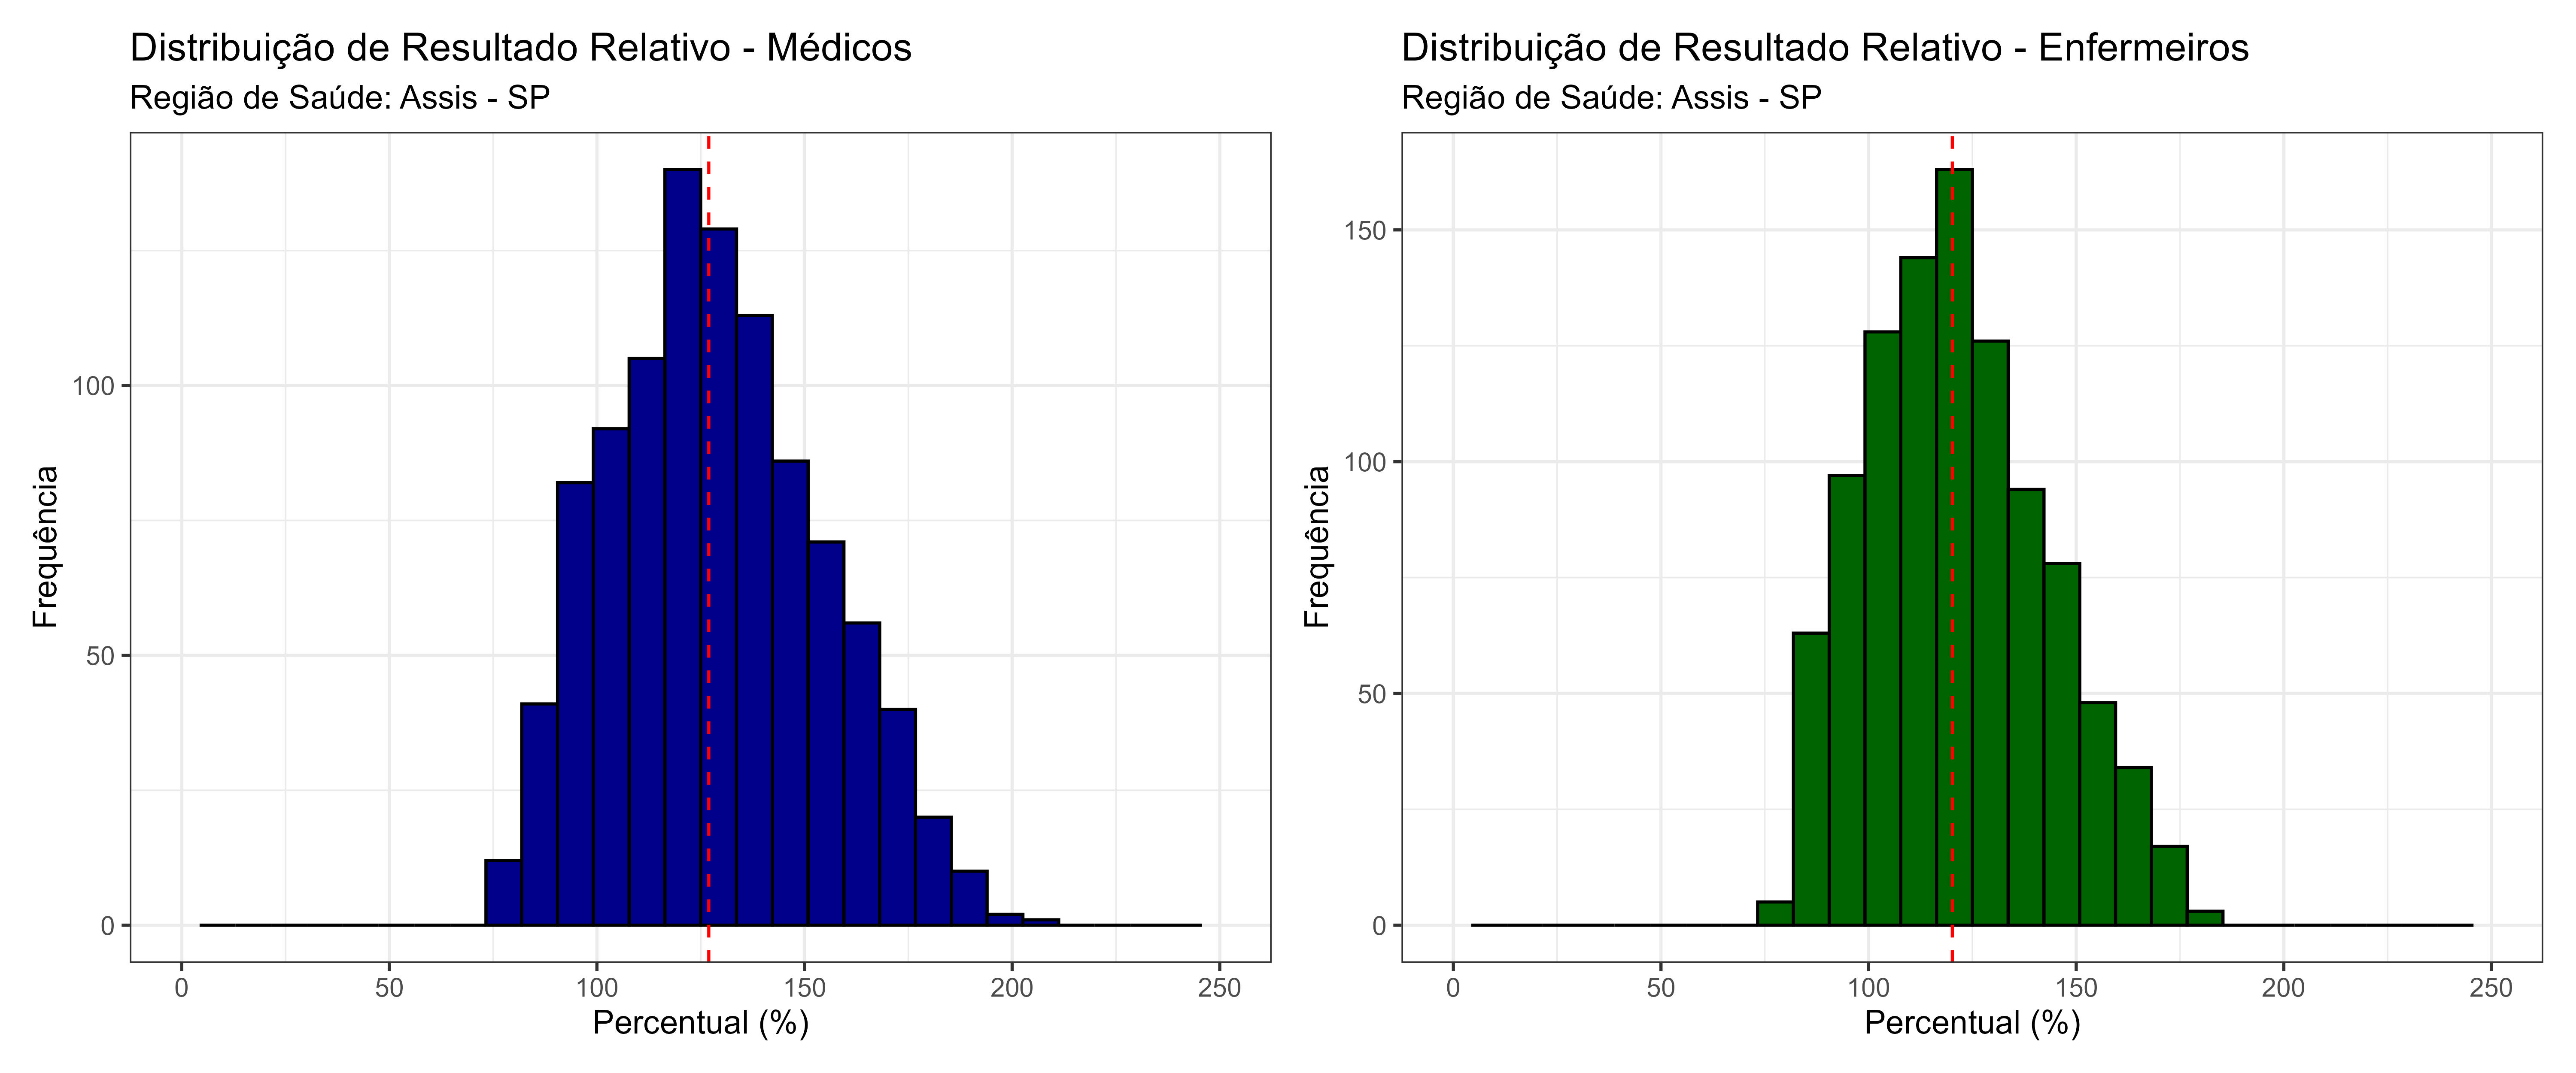 Distribuição de Resultado Relativo - Médicos
Região de Saúde: Assis - SP
Frequência
100
50
0
0 50 100 150 200 250
Percentual (%)
Distribuição de Resultado Relativo - Enfermeiros
Região de Saúde: Assis - SP
Frequência
150
100
50
0
0 50 100 150 200 250
Percentual (%)